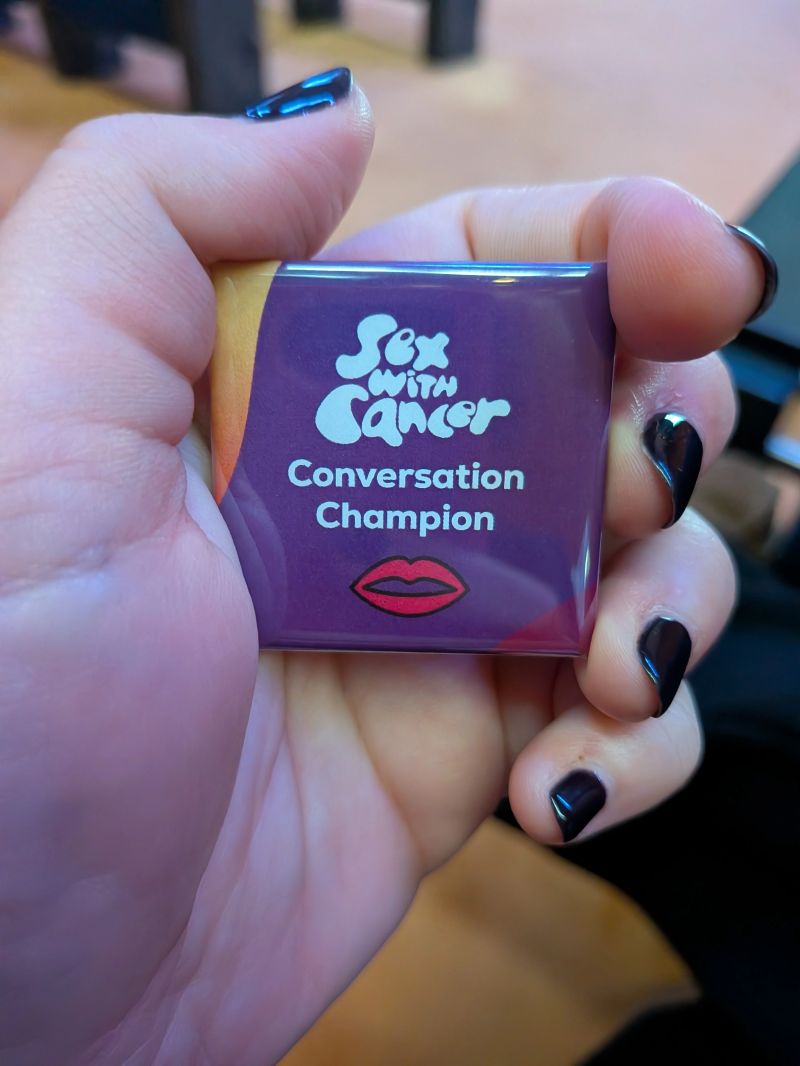 Sex
with
Cancer
Conversation
Champion